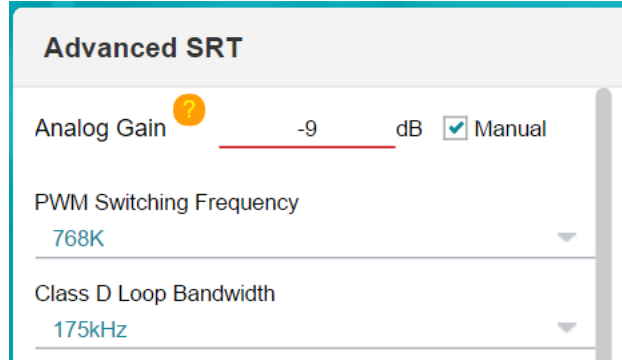 Advanced SRT
Analog Gain ? -9 dB Manual
PWM Switching Frequency
768K
Class D Loop Bandwidth
175kHz